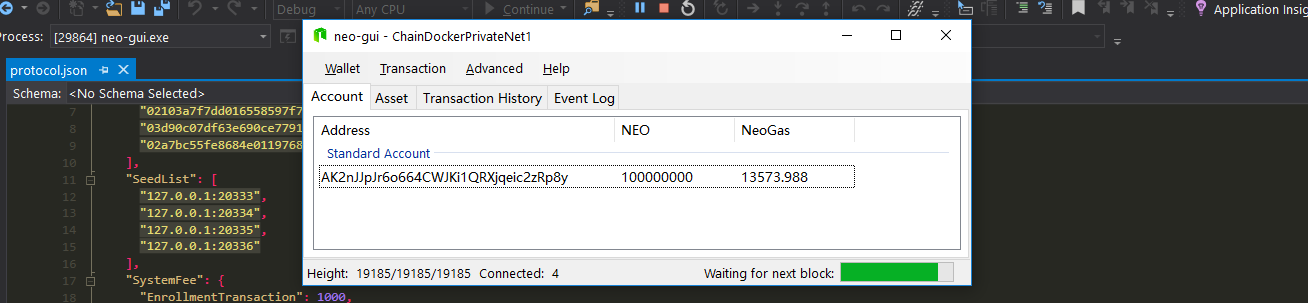 Debug
Any CPU
Continue
Application Insig
Process: [29864] neo-gui.exe
protocol.json
Schema: <No Schema Selected>
7 "02103a7f7dd016558597f7
8 "03d90c07df63e690ce7791
9 "02a7bc55fe8684e0119768
10 ],
11 "SeedList": [
12 "127.0.0.1:20333",
13 "127.0.0.1:20334",
14 "127.0.0.1:20335",
15 "127.0.0.1:20336"
16 ],
17 "SystemFee": {
18 "EnrollmentTransaction": 1000,
neo-gui - ChainDockerPrivateNet1
Wallet Transaction Advanced Help
Account Asset Transaction History Event Log
Address NEO NeoGas
Standard Account
AK2nJJpJr6o664CWJKi1QRXjqeic2zRp8y 100000000 13573.988
Height: 19185/19185/19185 Connected: 4 Waiting for next block: